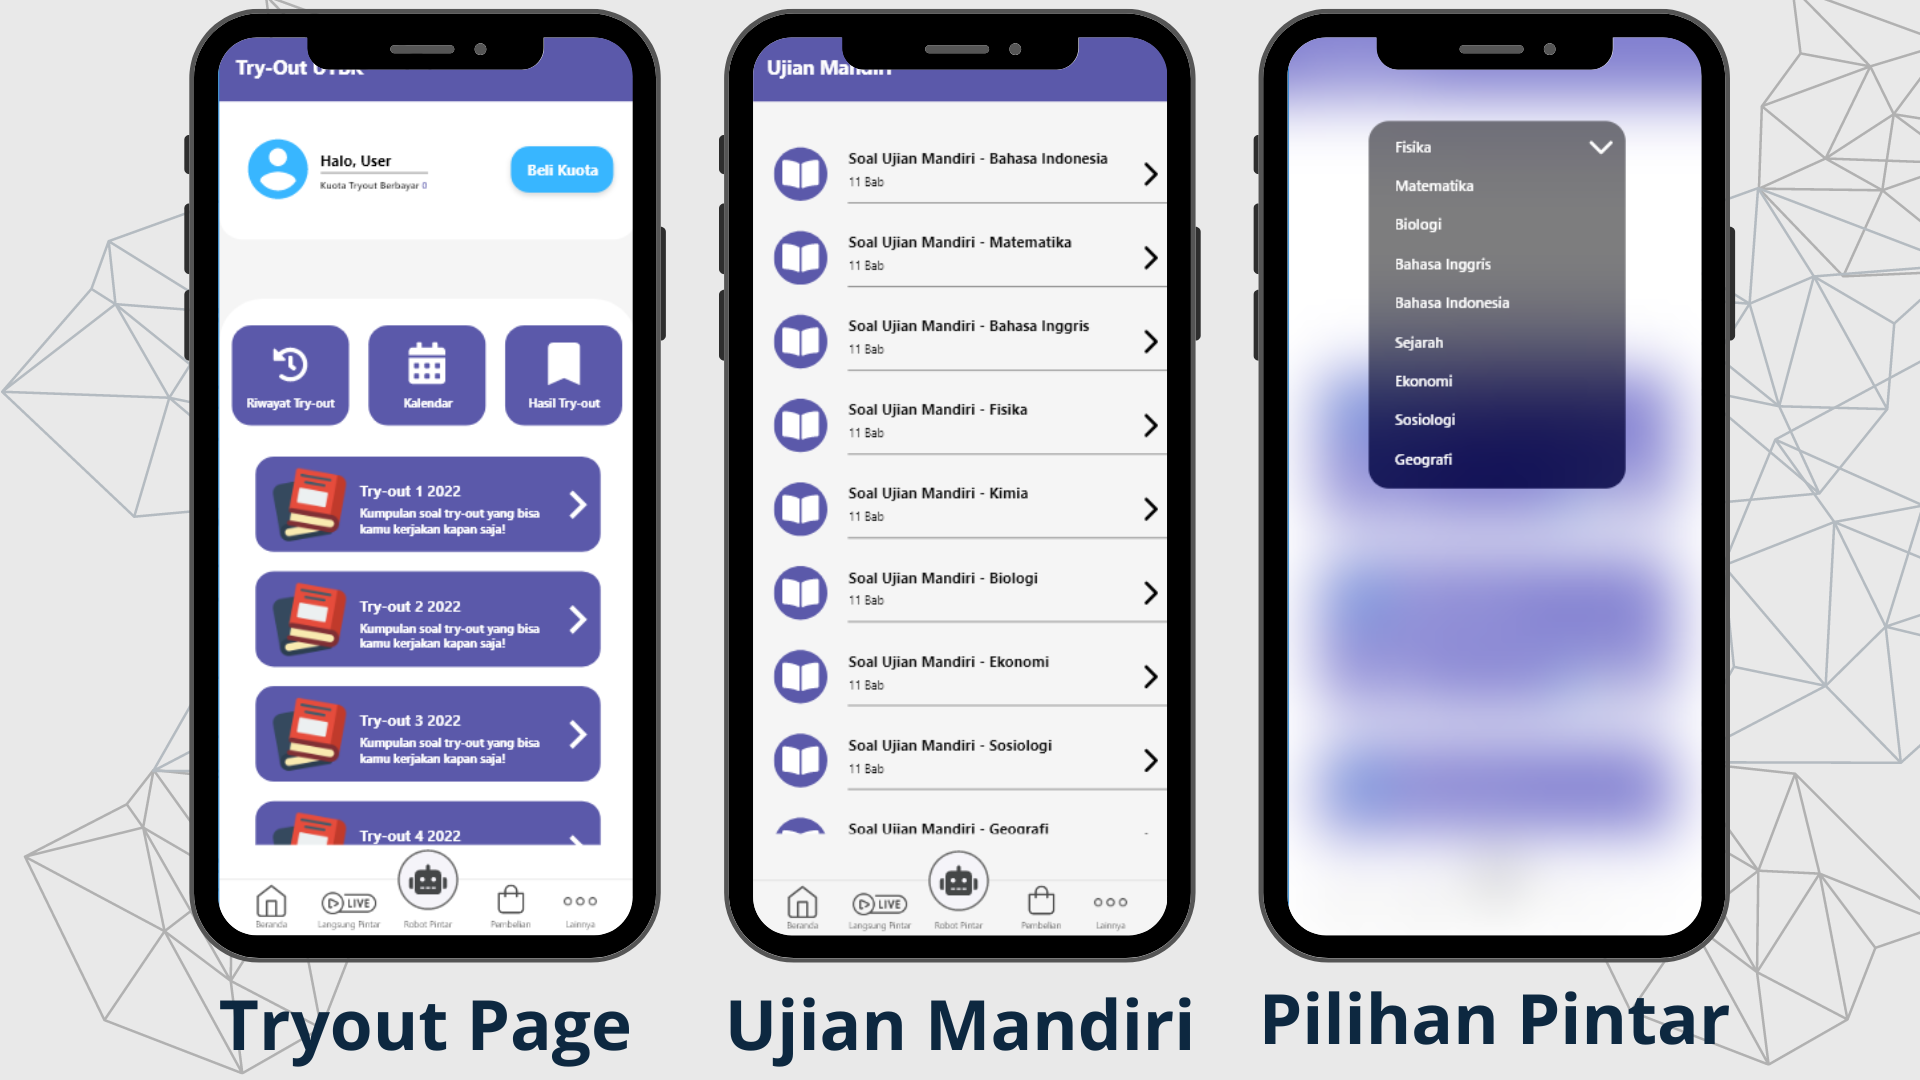 Try-Out UTBK
Halo, User
Kuota Tryout Berbayar 0
Beli Kuota
Riwayat Try-out
Kalendar
Hasil Try-out
Try-out 1 2022
Kumpulan soal try-out yang bisa
kamu kerjakan kapan saja!
Try-out 2 2022
Kumpulan soal try-out yang bisa
kamu kerjakan kapan saja!
Try-out 3 2022
Kumpulan soal try-out yang bisa
kamu kerjakan kapan saja!
Try-out 4 2022
Beranda
LIVE
Langsung Pintar
Robot Pintar
Pembelian
Lainnya
Tryout Page
Ujian Mandiri
Soal Ujian Mandiri - Bahasa Indonesia
11 Bab
Soal Ujian Mandiri - Matematika
11 Bab
Soal Ujian Mandiri - Bahasa Inggris
11 Bab
Soal Ujian Mandiri - Fisika
11 Bab
Soal Ujian Mandiri - Kimia
11 Bab
Soal Ujian Mandiri - Biologi
11 Bab
Soal Ujian Mandiri - Ekonomi
11 Bab
Soal Ujian Mandiri - Sosiologi
11 Bab
Soal Ujian Mandiri - Geografi
Beranda
LIVE
Langsung Pintar
Robot Pintar
Pembelian
Lainnya
Ujian Mandiri
Fisika
Matematika
Biologi
Bahasa Inggris
Bahasa Indonesia
Sejarah
Ekonomi
Sosiologi
Geografi
Pilihan Pintar